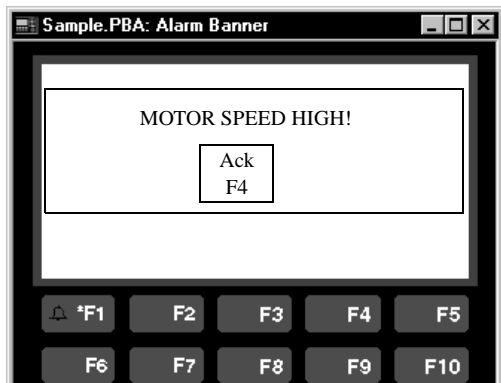 Sample.PBA: Alarm Banner
MOTOR SPEED HIGH!
Ack
F4
*F1 F2 F3 F4 F5
F6 F7 F8 F9 F10